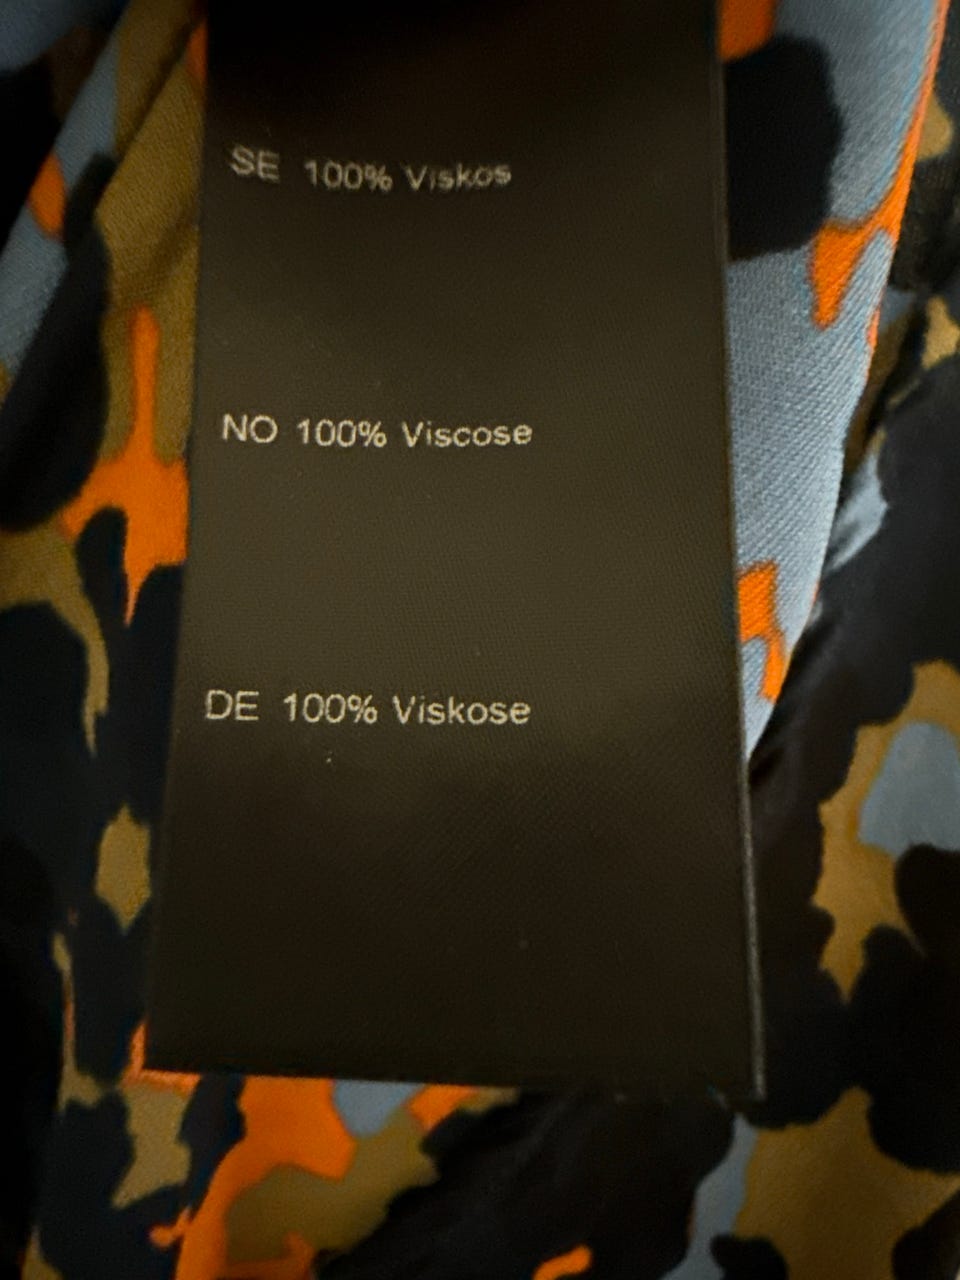 SE 100% Viskos
NO 100% Viscose
DE 100% Viskose